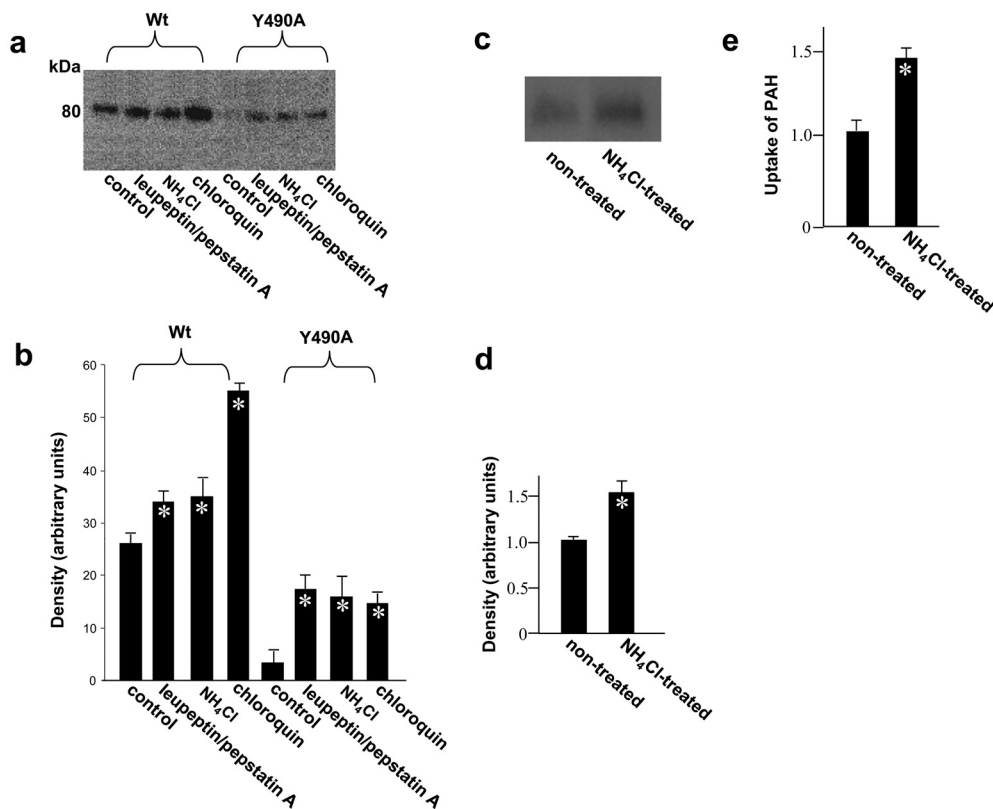 a
Wt
Y490A
kDa
80
control
leupeptin/pepstatin A
NH4Cl
chloroquin
control
leupeptin/pepstatin A
NH4Cl
chloroquin
b
Wt
Y490A
Density (arbitrary units)
60
50
40
30
20
10
0
control
leupeptin/pepstatin A
NH4Cl
chloroquin
control
leupeptin/pepstatin A
NH4Cl
chloroquin
* * * * * *
c
non-treated
NH4Cl-treated
d
Density (arbitrary units)
1.5
1.0
0.5
0
*
non-treated
NH4Cl-treated
e
Uptake of PAH
1.5
1.0
0
*
non-treated
NH4Cl-treated